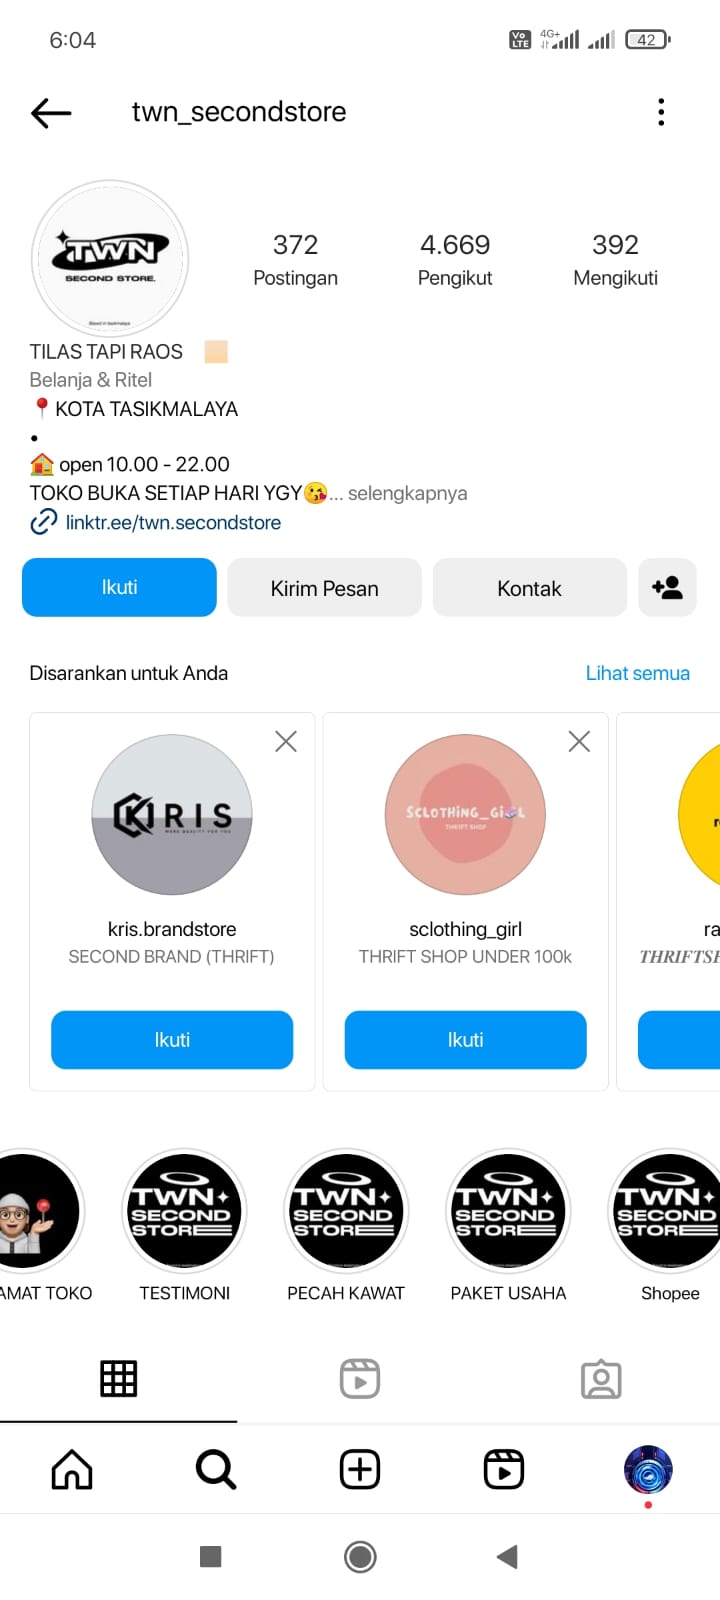 6:04
Vo LTE
4G+
42
twn_secondstore
TWN
SECOND STORE.
372
Postingan
4.669
Pengikut
392
Mengikuti
TILAS TAPI RAOS
Belanja & Ritel
📍KOTA TASIKMALAYA
•
🏠 open 10.00 - 22.00
TOKO BUKA SETIAP HARI YGY😘... selengkapnya
linktr.ee/twn.secondstore
Ikuti
Kirim Pesan
Kontak
Disarankan untuk Anda
Lihat semua
KRIS
SCLOTHING_GIRL
THRIFT SHOP
kris.brandstore
SECOND BRAND (THRIFT)
Ikuti
sclothing_girl
THRIFT SHOP UNDER 100k
Ikuti
ra
THRIFTSH
TWN
SECOND
STORE
TWN
SECOND
STORE
TWN
SECOND
STORE
TWN
SECOND
STORE
AMAT TOKO
TESTIMONI
PECAH KAWAT
PAKET USAHA
Shopee